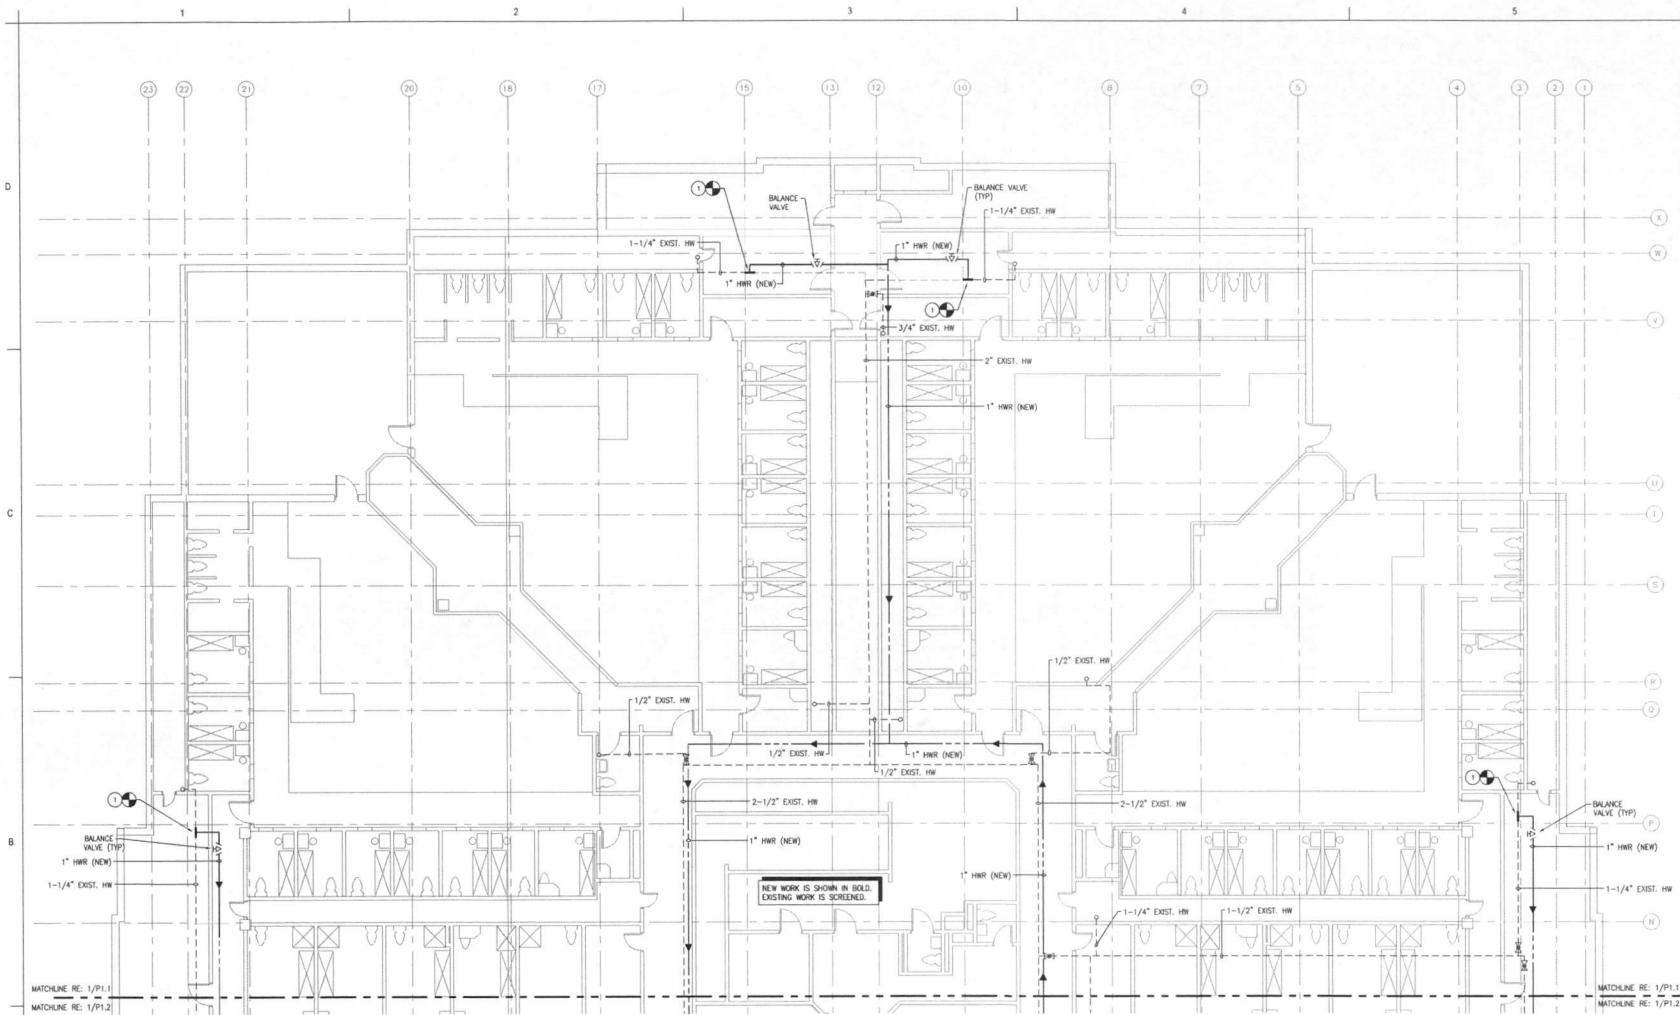 1 2 3 4 5
23 22 21 20 18 17 15 13 12 10 8 7 5 4 3 2 1
D
1
BALANCE
VALVE
BALANCE VALVE
(TYP)
1-1/4" EXIST. HW
X
1-1/4" EXIST. HW
1" HWR (NEW)
W
1" HWR (NEW)
1
3/4" EXIST. HW
V
2" EXIST. HW
1" HWR (NEW)
U
C
T
S
1/2" EXIST. HW
R
1/2" EXIST. HW
Q
1/2" EXIST. HW
1" HWR (NEW)
1/2" EXIST. HW
1
1
2-1/2" EXIST. HW
2-1/2" EXIST. HW
BALANCE
VALVE (TYP)
P
B
BALANCE
VALVE (TYP)
1" HWR (NEW)
1" HWR (NEW)
1" HWR (NEW)
1-1/4" EXIST. HW
1" HWR (NEW)
NEW WORK IS SHOWN IN BOLD.
EXISTING WORK IS SCREENED.
1-1/4" EXIST. HW
1-1/4" EXIST. HW
1-1/2" EXIST. HW
N
MATCHLINE RE: 1/P1.1
MATCHLINE RE: 1/P1.2
MATCHLINE RE: 1/P1.1
MATCHLINE RE: 1/P1.2